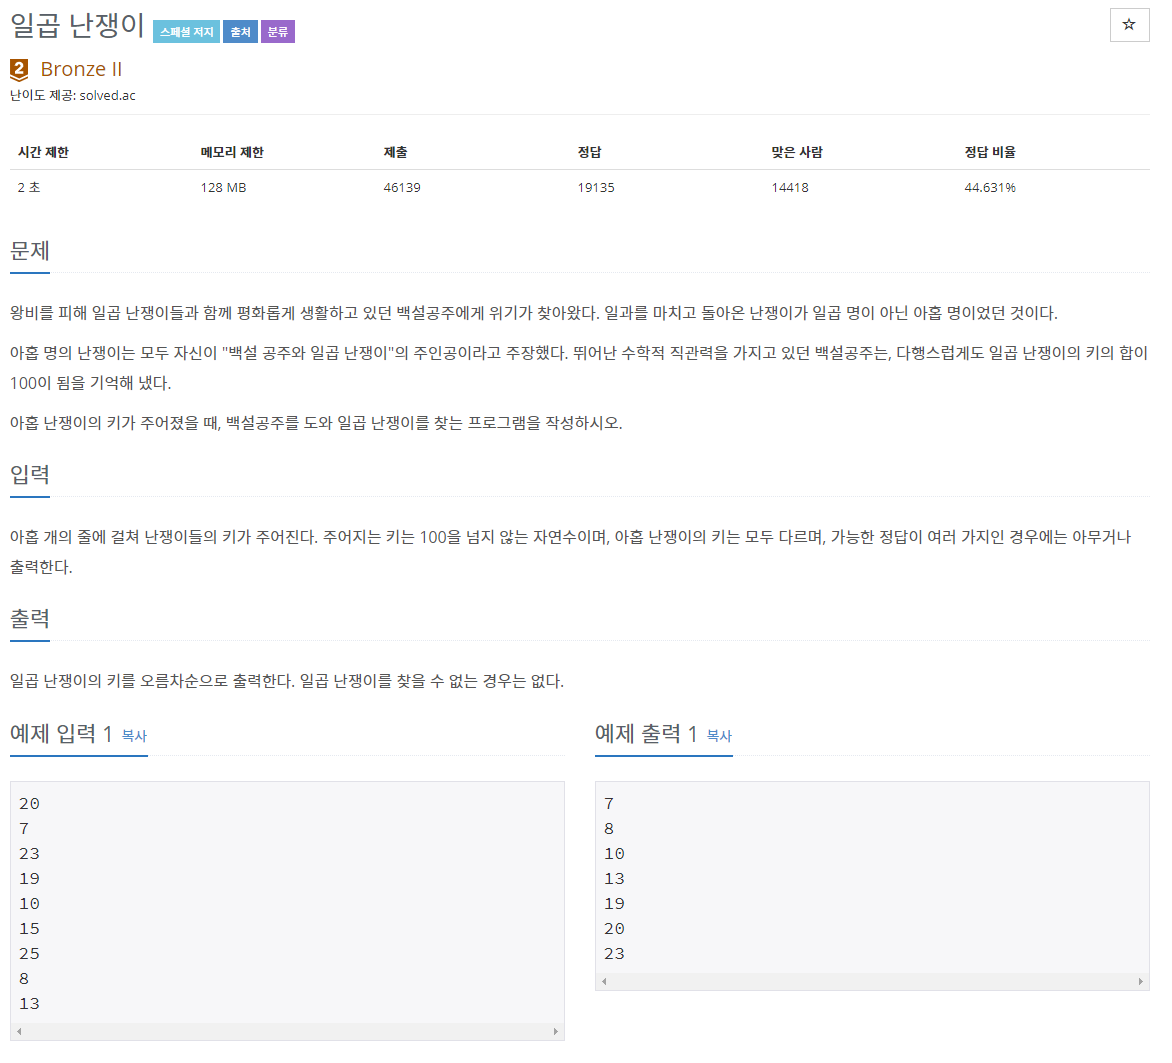 일곱 난쟁이 스페셜 저지 출처 분류
☆
2 Bronze II
난이도 제공: solved.ac
시간 제한 메모리 제한 제출 정답 맞은 사람 정답 비율
2 초 128 MB 46139 19135 14418 44.631%
문제
왕비를 피해 일곱 난쟁이들과 함께 평화롭게 생활하고 있던 백설공주에게 위기가 찾아왔다. 일과를 마치고 돌아온 난쟁이가 일곱 명이 아닌 아홉 명이었던 것이다.
아홉 명의 난쟁이는 모두 자신이 "백설 공주와 일곱 난쟁이"의 주인공이라고 주장했다. 뛰어난 수학적 직관력을 가지고 있던 백설공주는, 다행스럽게도 일곱 난쟁이의 키의 합이
100이 됨을 기억해 냈다.
아홉 난쟁이의 키가 주어졌을 때, 백설공주를 도와 일곱 난쟁이를 찾는 프로그램을 작성하시오.
입력
아홉 개의 줄에 걸쳐 난쟁이들의 키가 주어진다. 주어지는 키는 100을 넘지 않는 자연수이며, 아홉 난쟁이의 키는 모두 다르며, 가능한 정답이 여러 가지인 경우에는 아무거나
출력한다.
출력
일곱 난쟁이의 키를 오름차순으로 출력한다. 일곱 난쟁이를 찾을 수 없는 경우는 없다.
예제 입력 1 복사
20
7
23
19
10
15
25
8
13
예제 출력 1 복사
7
8
10
13
19
20
23